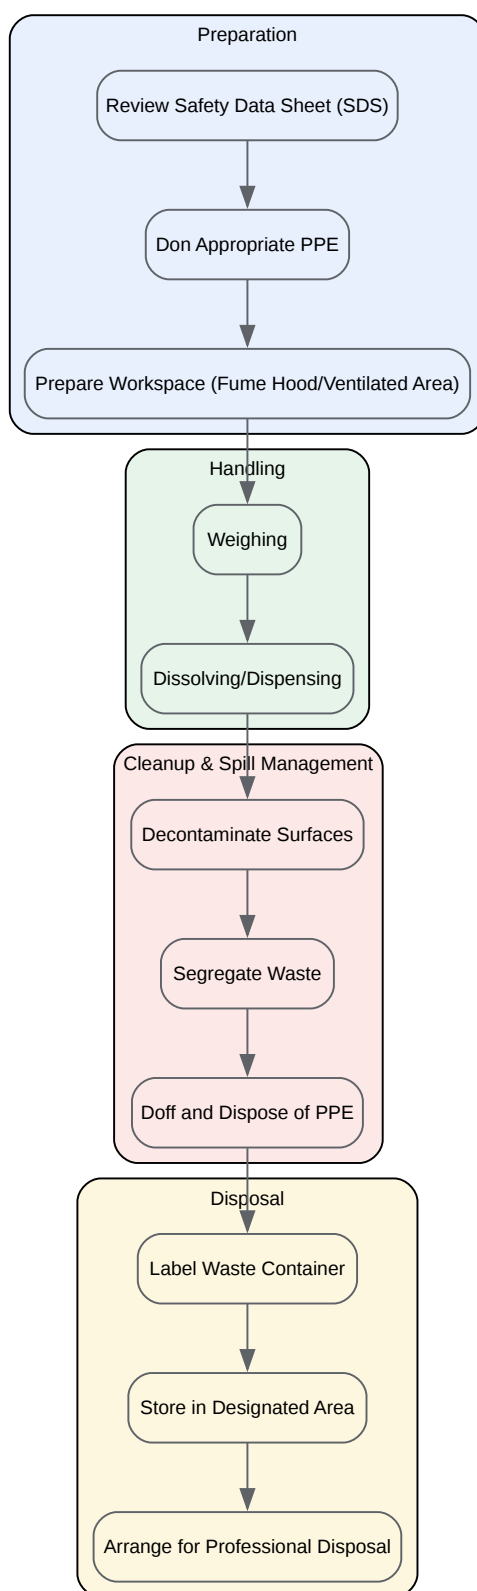 Preparation
Review Safety Data Sheet (SDS)
Don Appropriate PPE
Prepare Workspace (Fume Hood/Ventilated Area)
Handling
Weighing
Dissolving/Dispensing
Cleanup & Spill Management
Decontaminate Surfaces
Segregate Waste
Doff and Dispose of PPE
Disposal
Label Waste Container
Store in Designated Area
Arrange for Professional Disposal